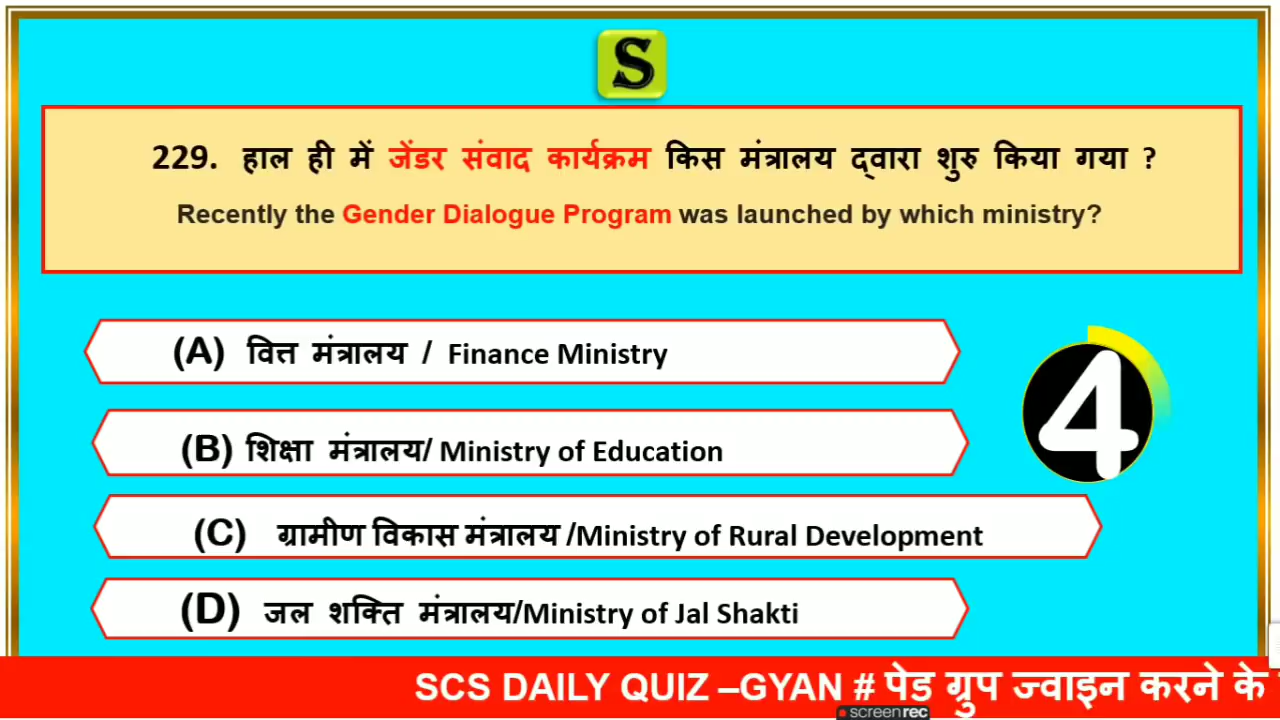 S
229. हाल ही में जेंडर संवाद कार्यक्रम किस मंत्रालय द्वारा शुरु किया गया ?
Recently the Gender Dialogue Program was launched by which ministry?
(A) वित्त मंत्रालय / Finance Ministry
4
(B) शिक्षा मंत्रालय/ Ministry of Education
(C) ग्रामीण विकास मंत्रालय /Ministry of Rural Development
(D) जल शक्ति मंत्रालय/Ministry of Jal Shakti
SCS DAILY QUIZ –GYAN # पेड ग्रुप ज्वाइन करने के
screenrec